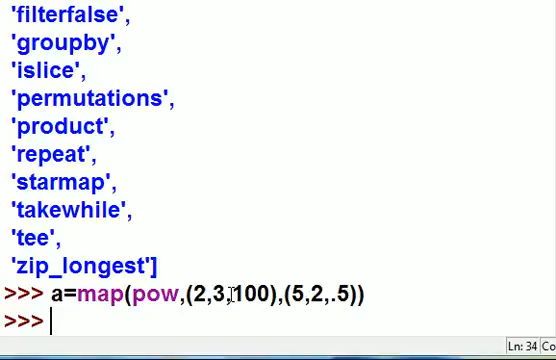 'filterfalse',
'groupby',
'islice',
'permutations',
'product',
'repeat',
'starmap',
'takewhile',
'tee',
'zip_longest']
>>> a=map(pow,(2,3,100),(5,2,.5))
>>>
Ln: 34 Co